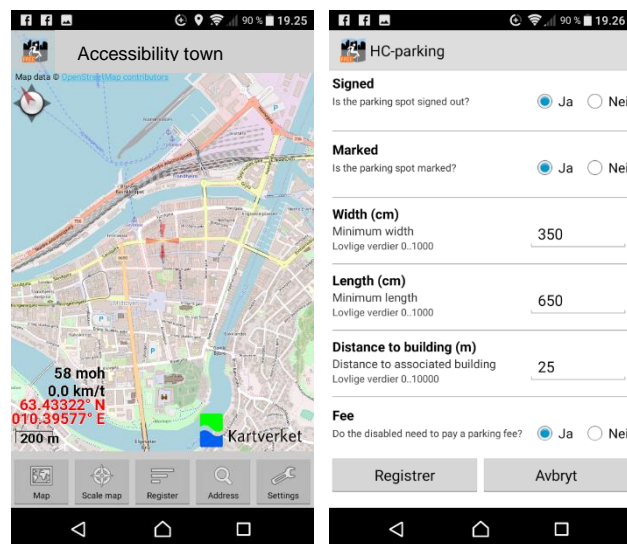 90 % 19.25
Accessibility town
Map data © OpenStreetMap contributors
Trondheim
58 moh
0.0 km/t
63.43322° N
010.39577° E
200 m
Kartverket
Map
Scale map
Register
Address
Settings
90 % 19.26
HC-parking
Signed
Is the parking spot signed out?
Ja
Nei
Marked
Is the parking spot marked?
Ja
Nei
Width (cm)
Minimum width
Lovlige verdier 0..1000
350
Length (cm)
Minimum length
Lovlige verdier 0..1000
650
Distance to building (m)
Distance to associated building
Lovlige verdier 0..10000
25
Fee
Do the disabled need to pay a parking fee?
Ja
Nei
Registrer
Avbryt